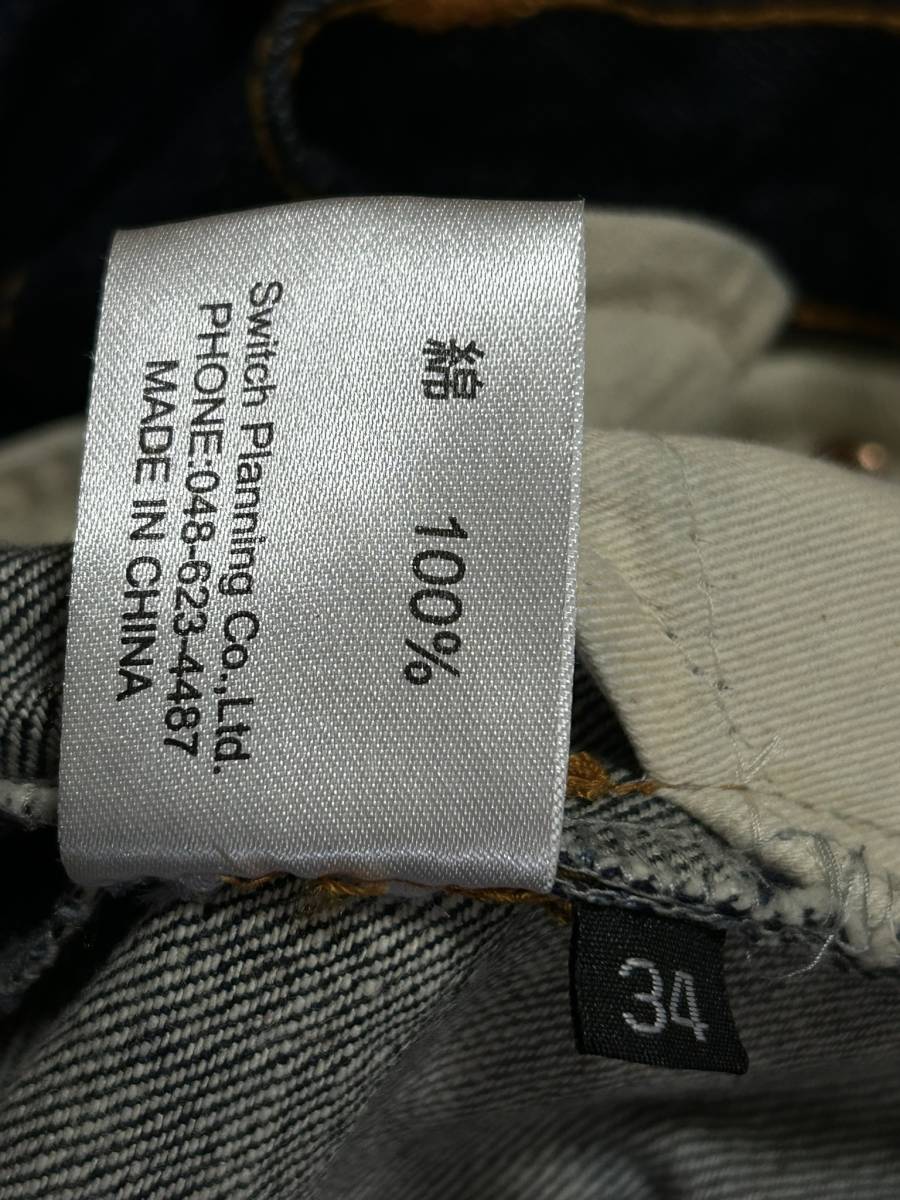 綿 100%
Switch Planning Co.,Ltd.
PHONE:048-623-4487
MADE IN CHINA
34